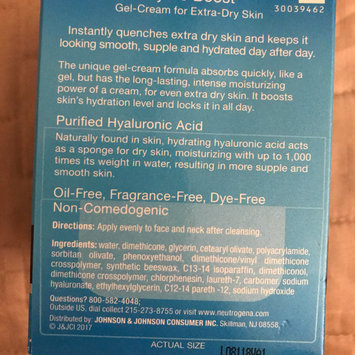 Boost
Gel-Cream for Extra-Dry Skin
30039462
Instantly quenches extra dry skin and keeps it
looking smooth, supple and hydrated day after day.
The unique gel-cream formula absorbs quickly, like a
gel, but has the long-lasting, intense moisturizing
power of a cream, for even extra dry skin. It boosts
skin's hydration level and locks it in all day.
Purified Hyaluronic Acid
Naturally found in skin, hydrating hyaluronic acid acts
as a sponge for dry skin, moisturizing with up to 1,000
times its weight in water, resulting in more supple and
smooth skin.
Oil-Free, Fragrance-Free, Dye-Free
Non-Comedogenic
Directions: Apply evenly to face and neck after cleansing.
Ingredients: water, dimethicone, glycerin, cetearyl olivate, polyacrylamide,
sorbitan olivate, phenoxyethanol, dimethicone/vinyl dimethicone
crosspolymer, synthetic beeswax, C13-14 isoparaffin, dimethiconol,
dimethicone crosspolymer, chlorphenesin, laureth-7, carbomer, sodium
hyaluronate, ethylhexylglycerin, C12-14 pareth -12, sodium hydroxide
Questions? 800-582-4048;
Outside US, dial collect 215-273-8755 or visit www.neutrogena.com
Distributed by: JOHNSON & JOHNSON CONSUMER INC. Skillman, NJ 08558,
© J&JCI 2017
ACTUAL SIZE